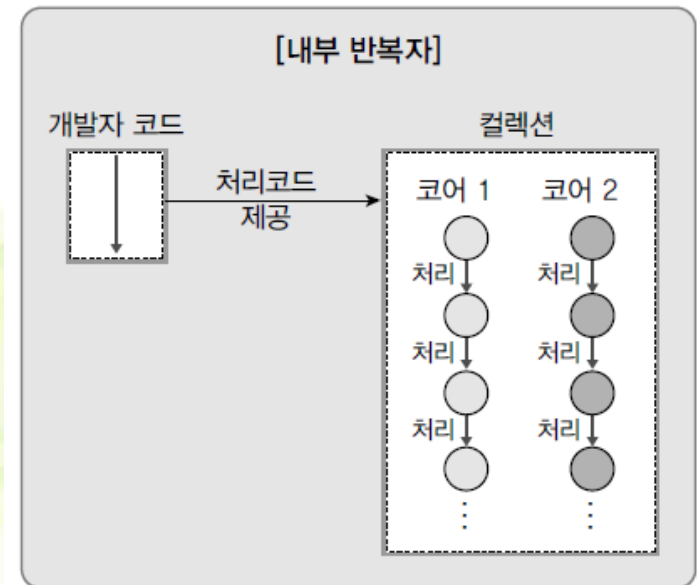 [내부 반복자]
개발자 코드
컬렉션
처리코드
제공
코어 1
코어 2
처리
처리
처리
처리
처리
처리